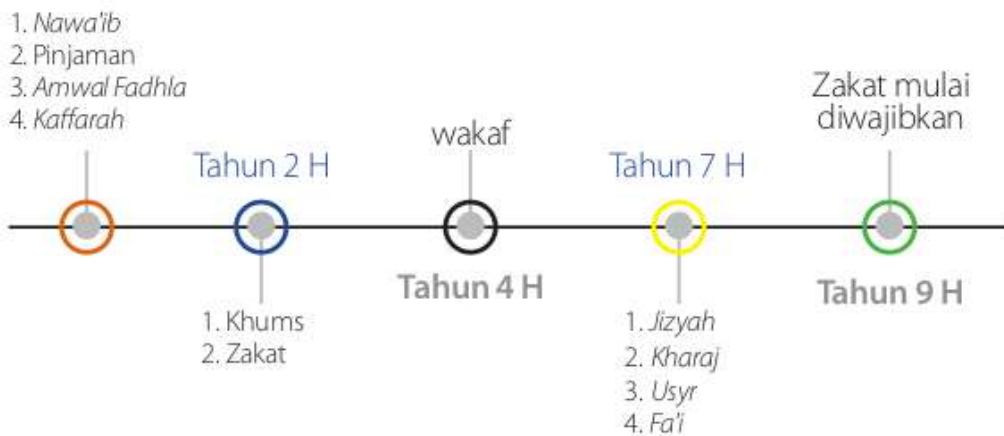 1. Nawa'ib
2. Pinjaman
3. Amwal Fadhla
4. Kaffarah
Tahun 2 H
1. Khums
2. Zakat
wakaf
Tahun 4 H
Tahun 7 H
1. Jizyah
2. Kharaj
3. Usyr
4. Fa'i
Zakat mulai
diwajibkan
Tahun 9 H